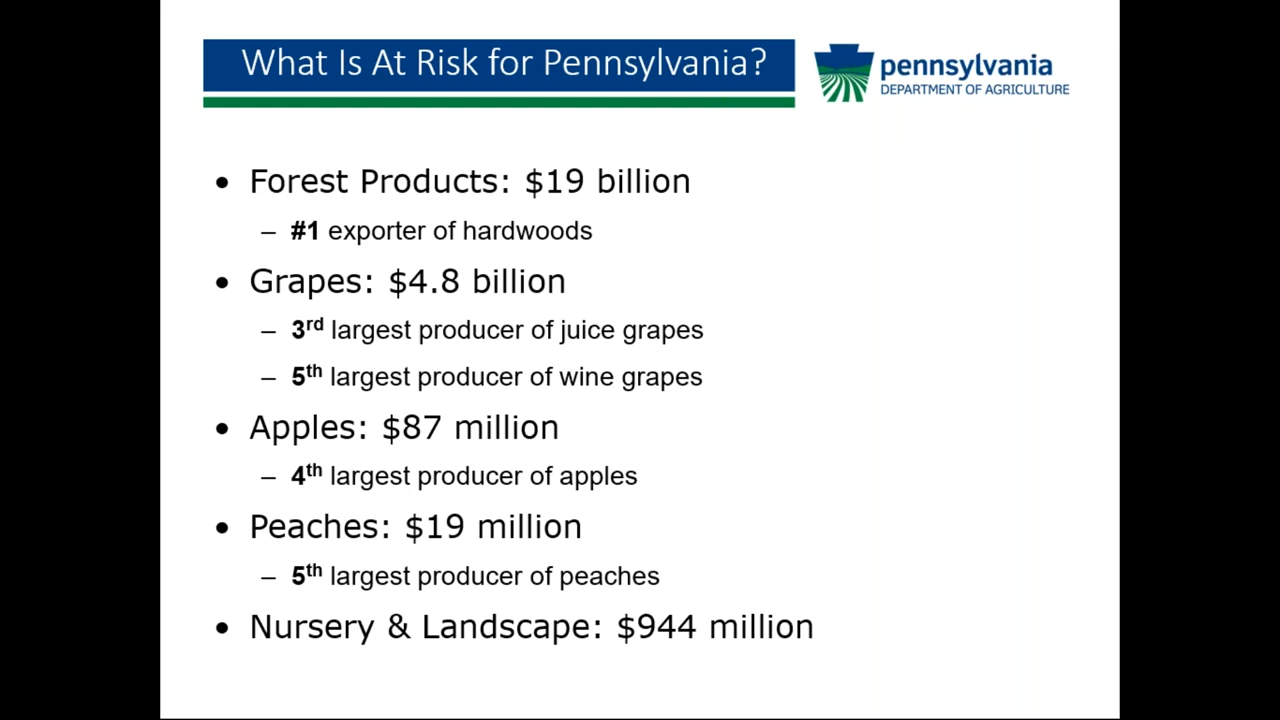 What Is At Risk for Pennsylvania?
pennsylvania
DEPARTMENT OF AGRICULTURE
• Forest Products: $19 billion
– #1 exporter of hardwoods
• Grapes: $4.8 billion
– 3rd largest producer of juice grapes
– 5th largest producer of wine grapes
• Apples: $87 million
– 4th largest producer of apples
• Peaches: $19 million
– 5th largest producer of peaches
• Nursery & Landscape: $944 million